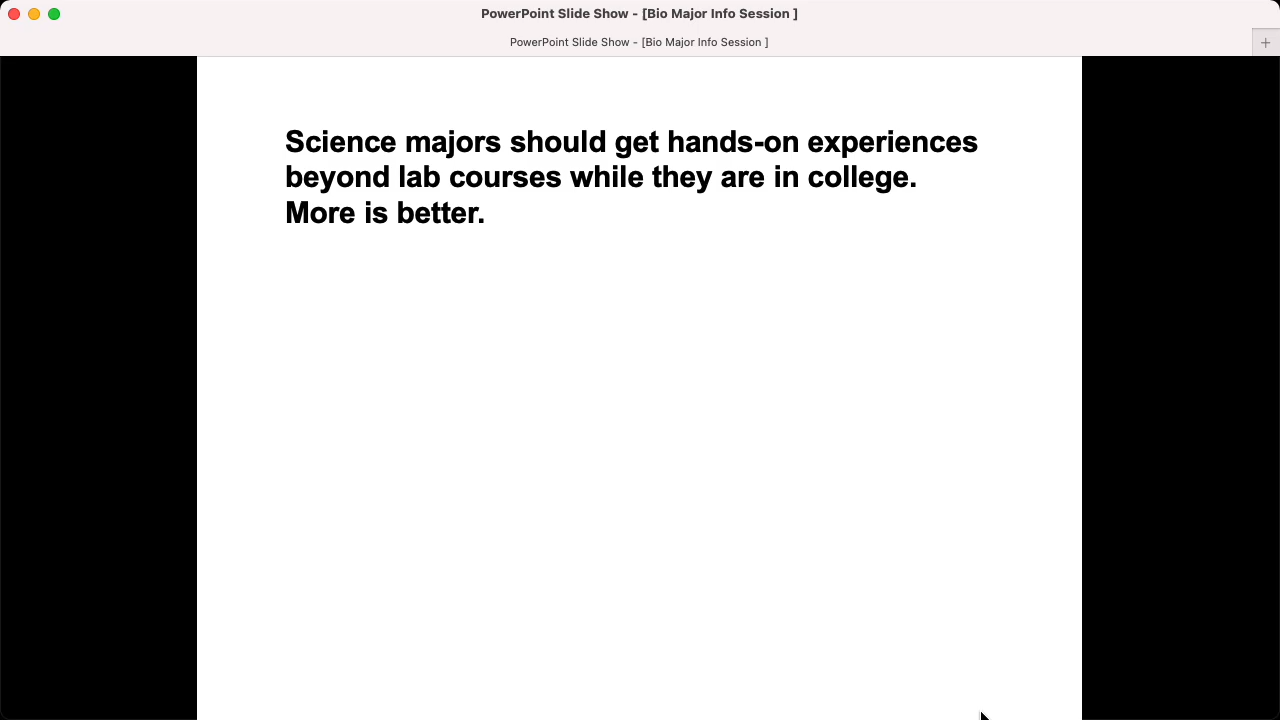 PowerPoint Slide Show - [Bio Major Info Session ]
PowerPoint Slide Show - [Bio Major Info Session ]
Science majors should get hands-on experiences
beyond lab courses while they are in college.
More is better.